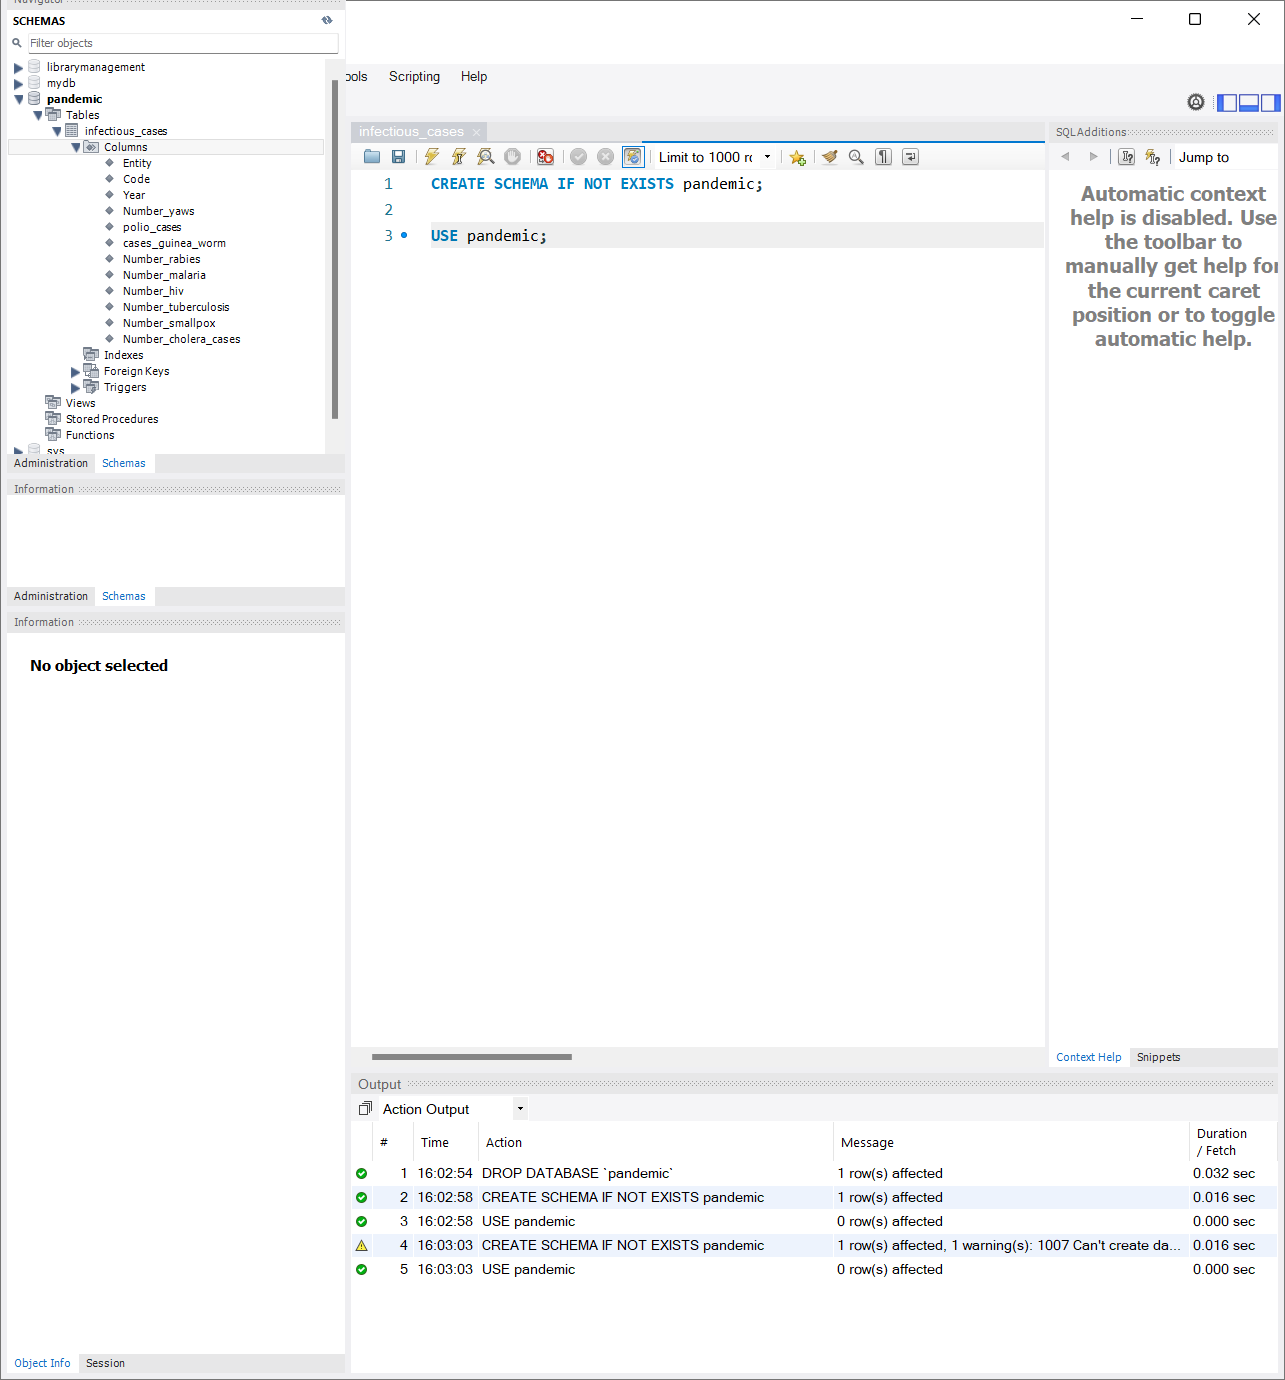 Navigator
SCHEMAS
Filter objects
librarymanagement
mydb
pandemic
Tables
infectious_cases
Columns
Entity
Code
Year
Number_yaws
polio_cases
cases_guinea_worm
Number_rabies
Number_malaria
Number_hiv
Number_tuberculosis
Number_smallpox
Number_cholera_cases
Indexes
Foreign Keys
Triggers
Views
Stored Procedures
Functions
sys
Administration Schemas
Information
Administration Schemas
Information
No object selected
Object Info Session
ools Scripting Help
infectious_cases
Limit to 1000 rc
1 CREATE SCHEMA IF NOT EXISTS pandemic;
2
3 USE pandemic;
SQLAdditions
Jump to
Automatic context
help is disabled. Use
the toolbar to
manually get help for
the current caret
position or to toggle
automatic help.
Context Help Snippets
Output
Action Output
# Time Action Message Duration / Fetch
1 16:02:54 DROP DATABASE `pandemic` 1 row(s) affected 0.032 sec
2 16:02:58 CREATE SCHEMA IF NOT EXISTS pandemic 1 row(s) affected 0.016 sec
3 16:02:58 USE pandemic 0 row(s) affected 0.000 sec
4 16:03:03 CREATE SCHEMA IF NOT EXISTS pandemic 1 row(s) affected, 1 warning(s): 1007 Can't create da... 0.016 sec
5 16:03:03 USE pandemic 0 row(s) affected 0.000 sec